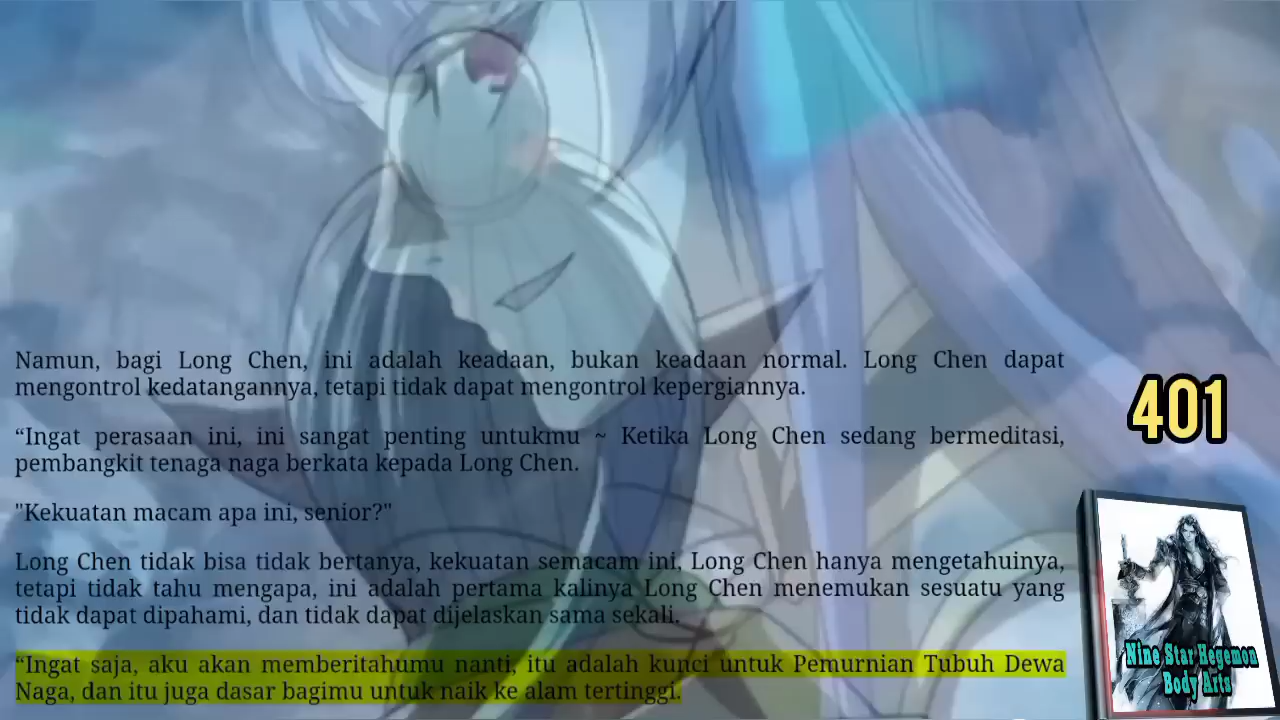 Namun, bagi Long Chen, ini adalah keadaan, bukan keadaan normal. Long Chen dapat
mengontrol kedatangannya, tetapi tidak dapat mengontrol kepergiannya.
“Ingat perasaan ini, ini sangat penting untukmu ~ Ketika Long Chen sedang bermeditasi,
pembangkit tenaga naga berkata kepada Long Chen.
"Kekuatan macam apa ini, senior?"
Long Chen tidak bisa tidak bertanya, kekuatan semacam ini, Long Chen hanya mengetahuinya,
tetapi tidak tahu mengapa, ini adalah pertama kalinya Long Chen menemukan sesuatu yang
tidak dapat dipahami, dan tidak dapat dijelaskan sama sekali.
“Ingat saja, aku akan memberitahumu nanti, itu adalah kunci untuk Pemurnian Tubuh Dewa
Naga, dan itu juga dasar bagimu untuk naik ke alam tertinggi.
401
Nine Star Hegemon
Body Arts